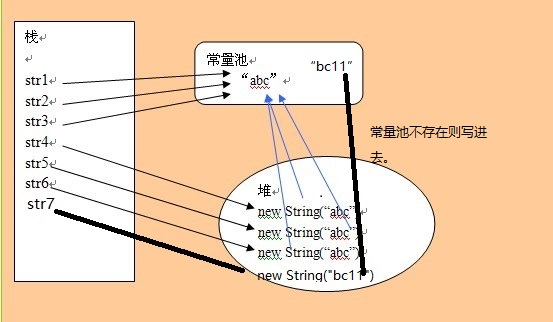 栈
str1
str2
str3
str4
str5
str6
str7
常量池
“abc”
“bc11”
常量池不存在则写进
去。
堆
new String(“abc”)
new String(“abc”)
new String(“abc”)
new String("bc11")